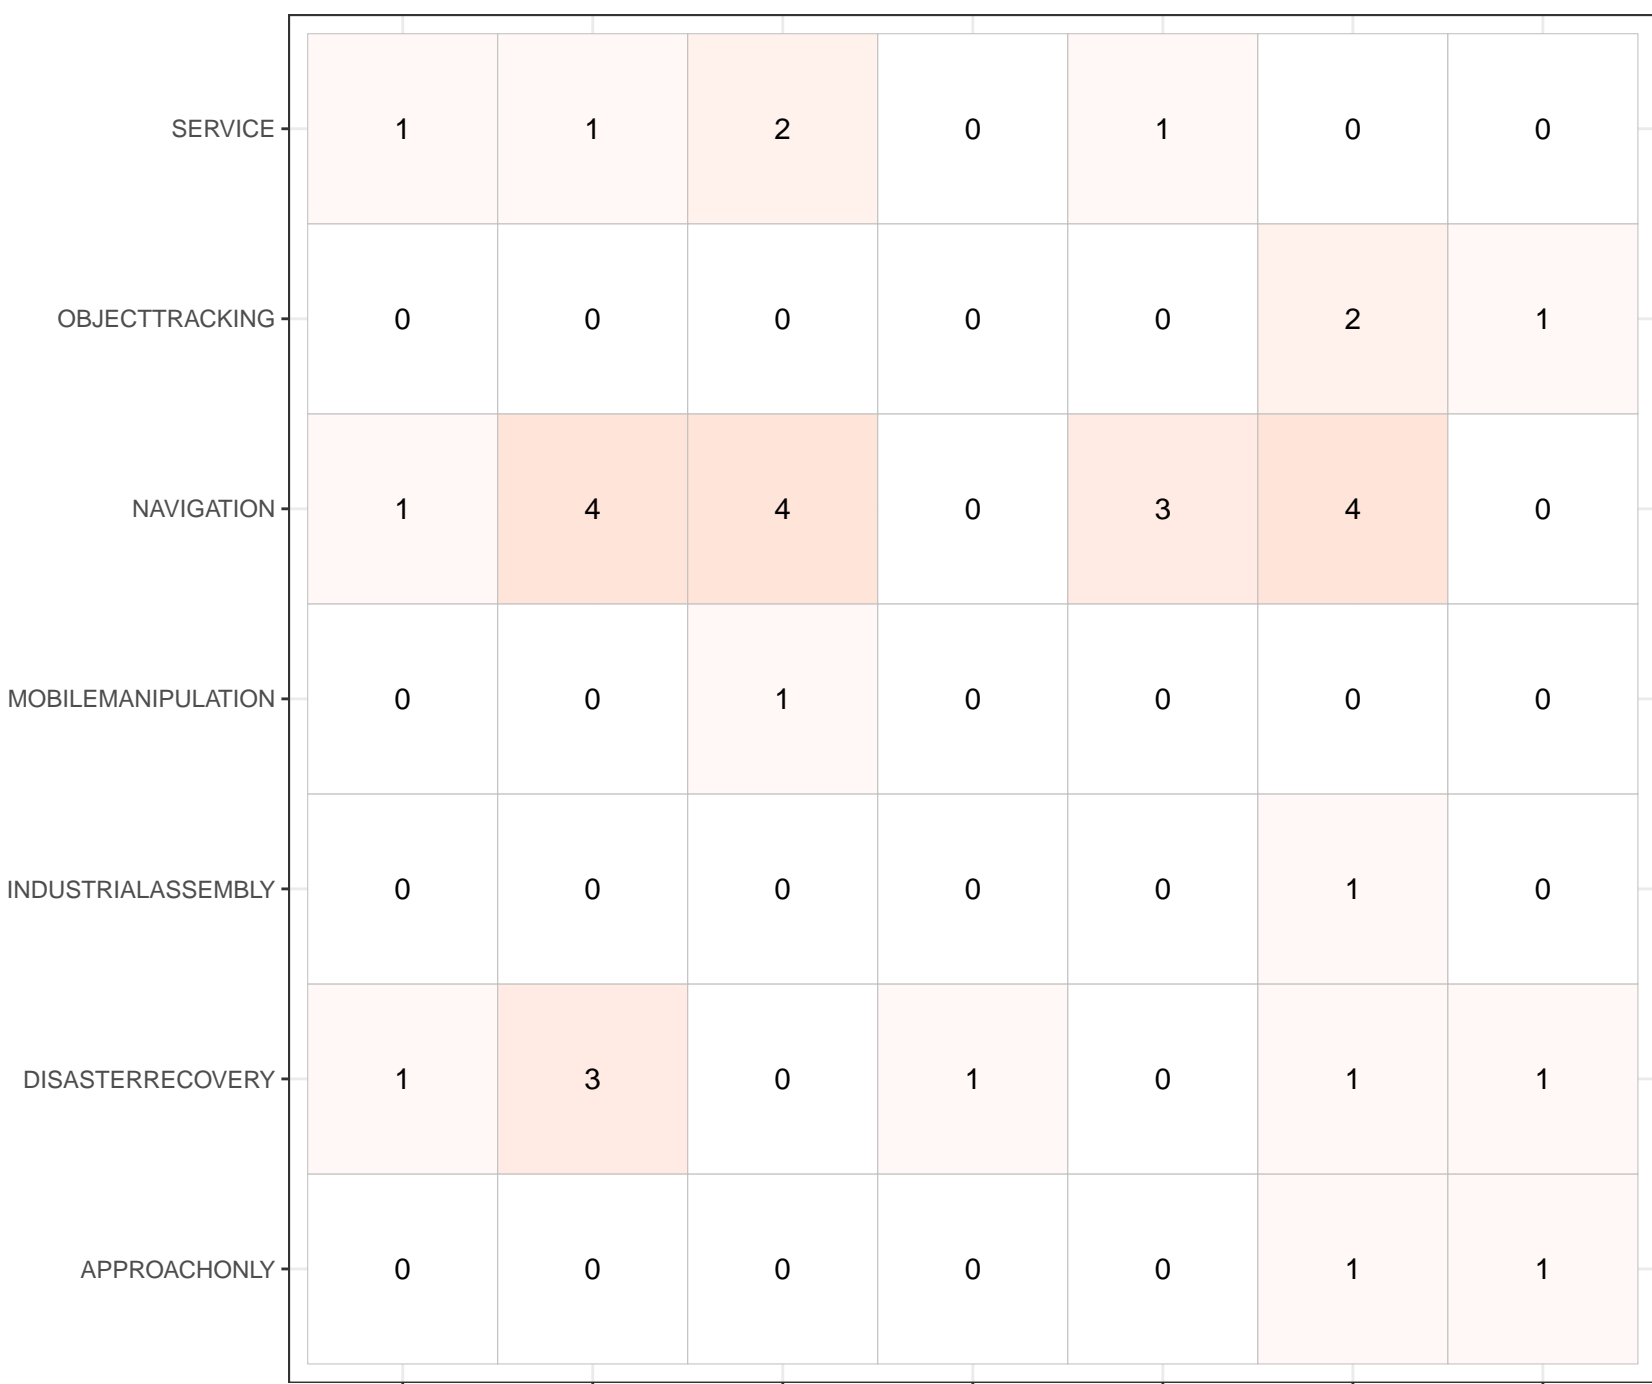 SERVICE 1 1 2 0 1 0 0
OBJECTTRACKING 0 0 0 0 0 2 1
NAVIGATION 1 4 4 0 3 4 0
MOBILEMANIPULATION 0 0 1 0 0 0 0
INDUSTRIALASSEMBLY 0 0 0 0 0 1 0
DISASTERRECOVERY 1 3 0 1 0 1 1
APPROACHONLY 0 0 0 0 0 1 1